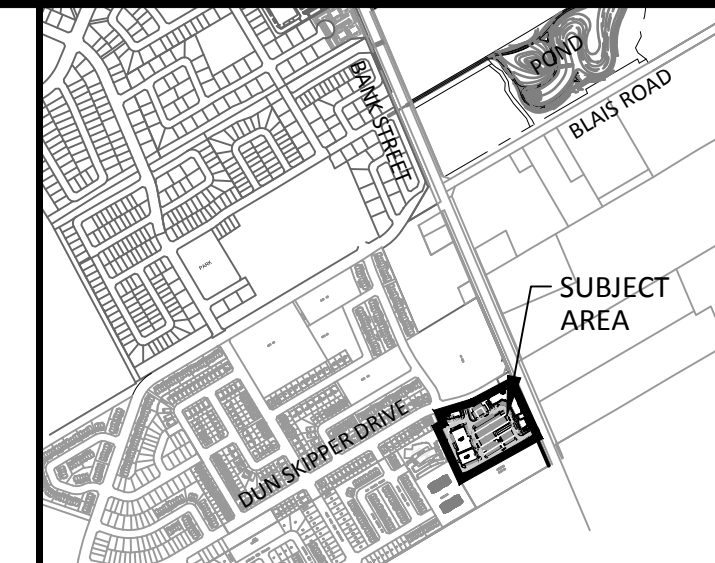 POND
BANK STREET
BLAIS ROAD
PARK
SUBJECT
AREA
DUN SKIPPER DRIVE